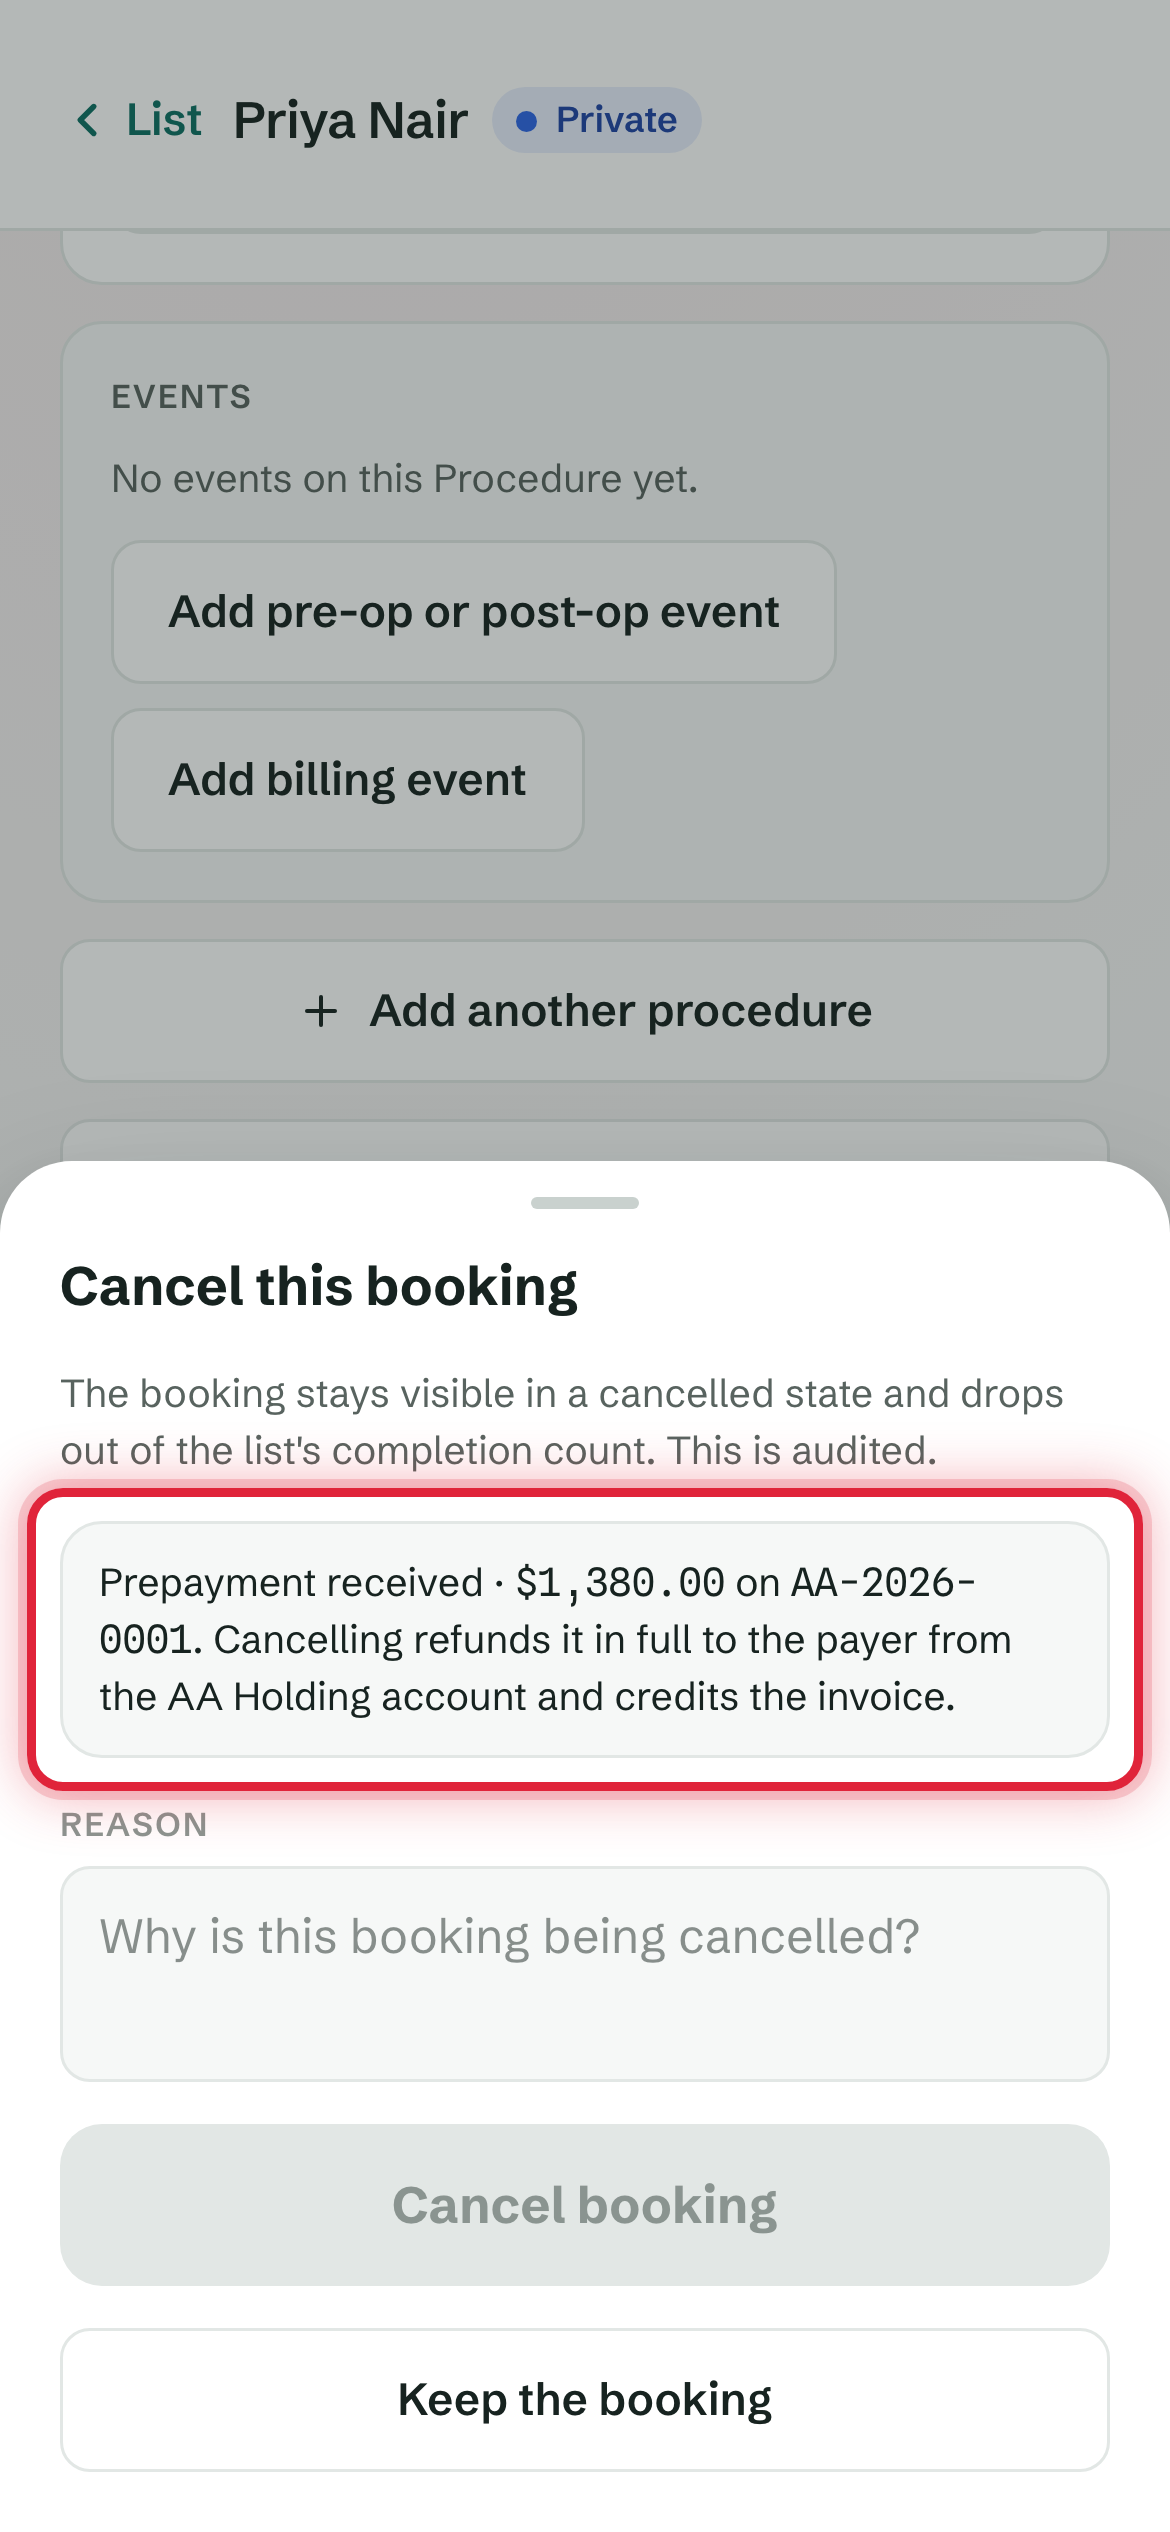 List Priya Nair Private
EVENTS
No events on this Procedure yet.
Add pre-op or post-op event
Add billing event
+ Add another procedure
Cancel this booking
The booking stays visible in a cancelled state and drops
out of the list's completion count. This is audited.
Prepayment received · $1,380.00 on AA-2026-
0001. Cancelling refunds it in full to the payer from
the AA Holding account and credits the invoice.
REASON
Why is this booking being cancelled?
Cancel booking
Keep the booking